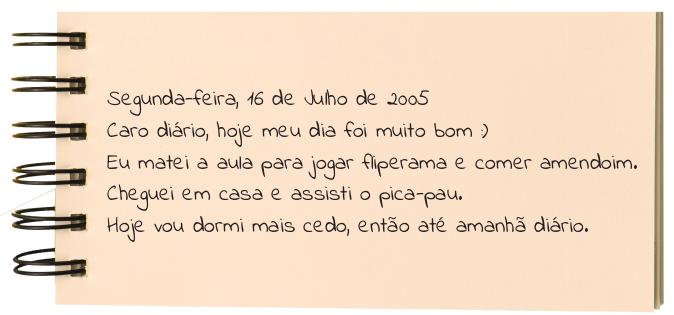 Segunda-feira, 16 de Julho de 2005
Caro diário, hoje meu dia foi muito bom :)
Eu matei a aula para jogar fliperama e comer amendoim.
Cheguei em casa e assisti o pica-pau.
Hoje vou dormi mais cedo, então até amanhã diário.